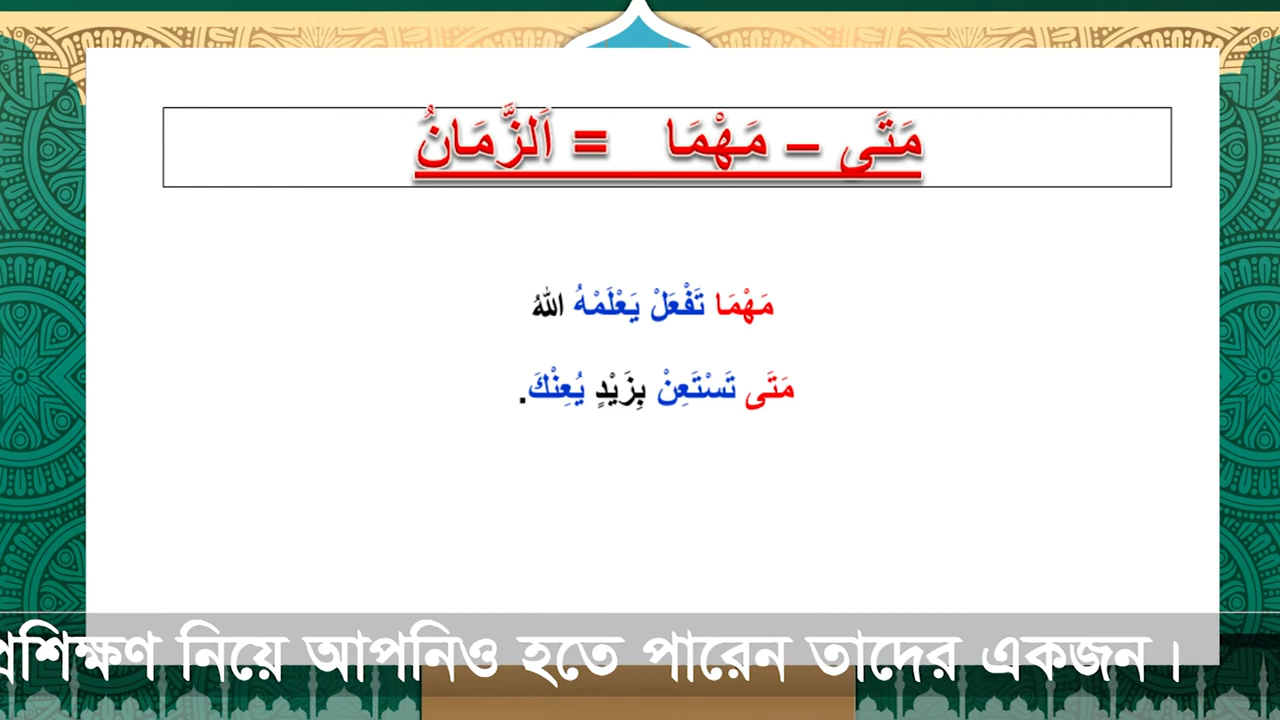 مَتَى – مَهْمَا = اَلزَّمَانُ
مَهْمَا تَفْعَلْ يَعْلَمْهُ اللهُ
مَتَى تَسْتَعِنْ بِزَيْدٍ يُعِنْكَ.
প্রশিক্ষণ নিয়ে আপনিও হতে পারেন তাদের একজন।